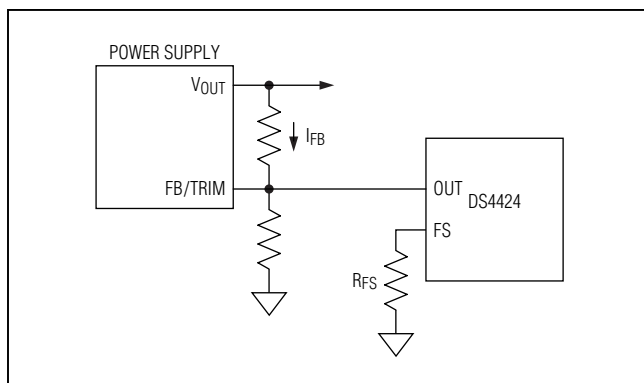 POWER SUPPLY
VOUT
IFB
FB/TRIM
OUT
DS4424
FS
RFS